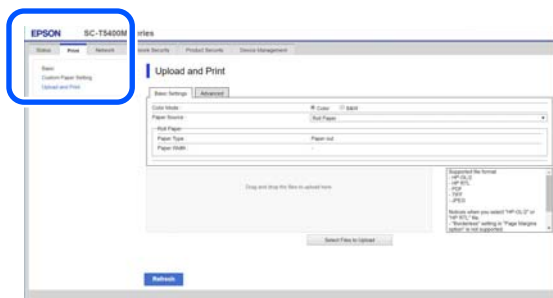 EPSON SC-T5400M Series
Status Print Network Network Security Product Security Device Management
Basic
Custom Paper Setting
Upload and Print
Upload and Print
Basic Settings Advanced
Color Mode : Color B&W
Paper Source : Roll Paper
Roll Paper
Paper Type : Paper out
Paper Width : -
Drag and drop the files to upload here.
Supported file format
- HP-GL/2
- HP RTL
- PDF
- TIFF
- JPEG
Notices when you select "HP-GL/2" or
"HP RTL" file.
- "Borderless" setting in "Page Margins
option" is not supported.
Select Files to Upload
Refresh